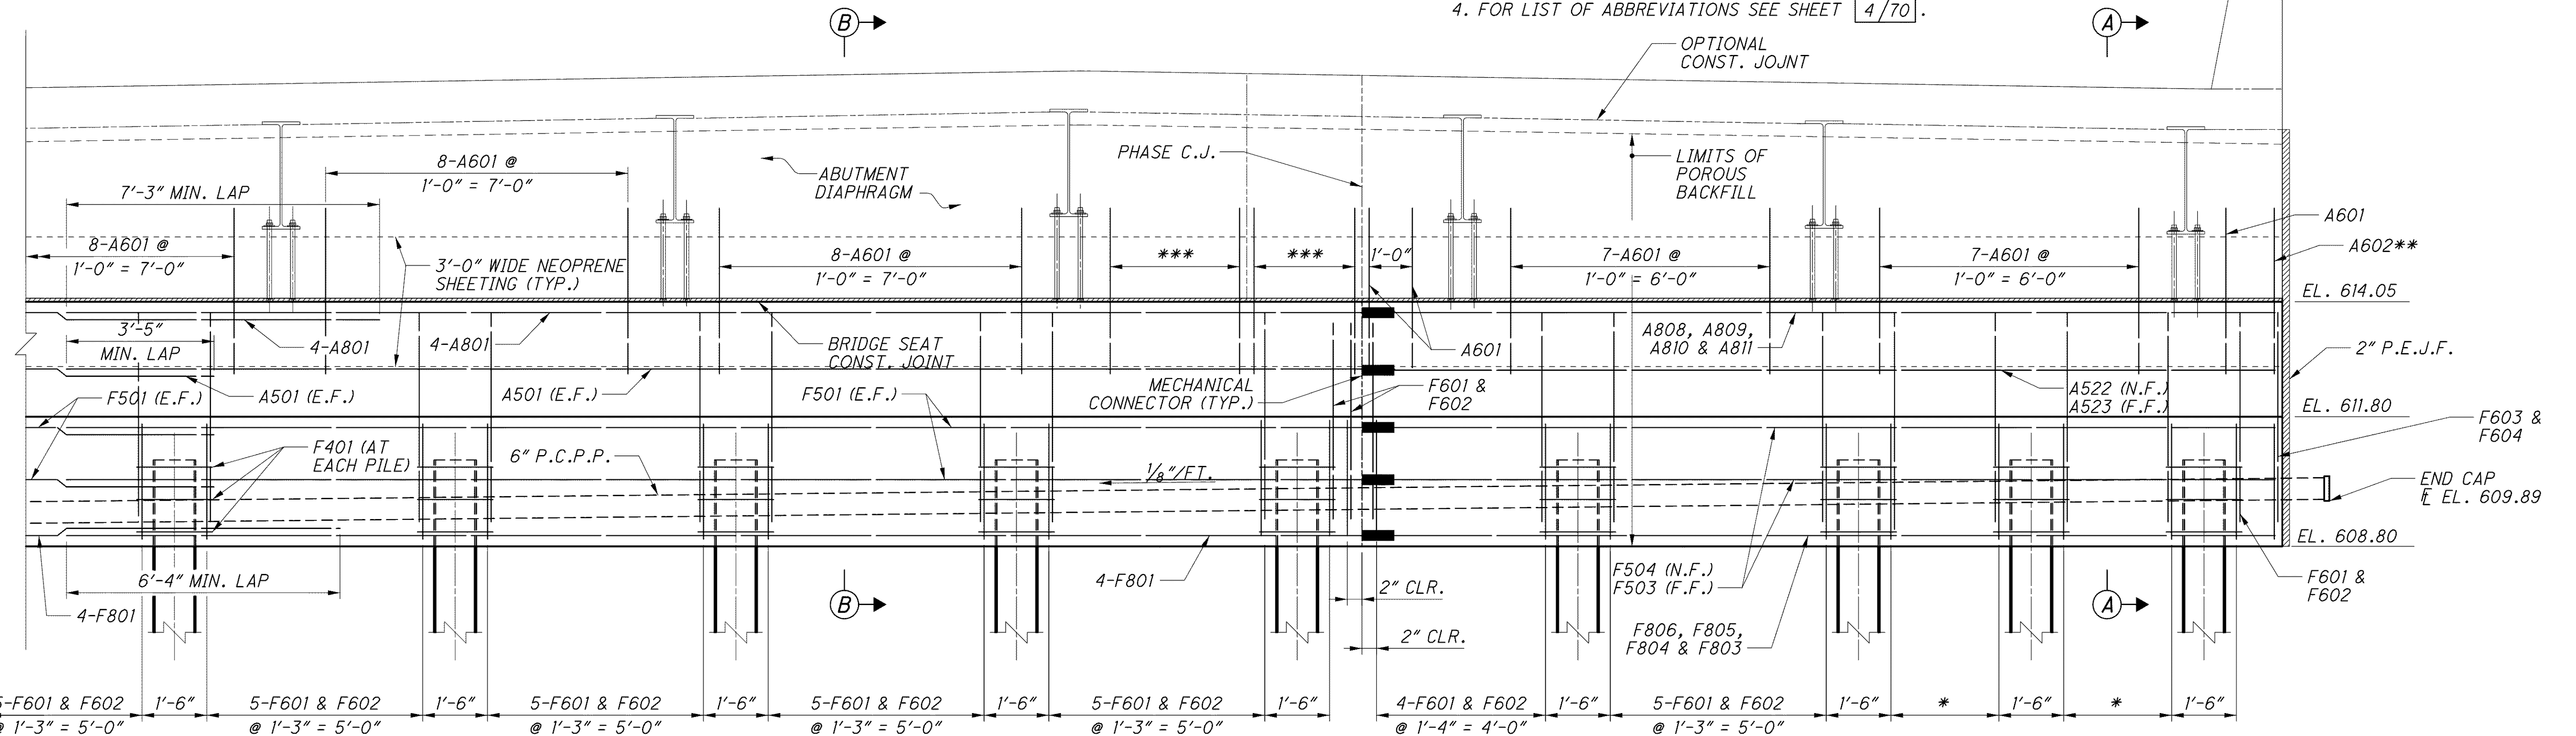 4. FOR LIST OF ABBREVIATIONS SEE SHEET 4/70.
B
A
OPTIONAL
CONST. JOJNT
8-A601 @
1'-0" = 7'-0"
7'-3" MIN. LAP
ABUTMENT
DIAPHRAGM
PHASE C.J.
LIMITS OF
POROUS
BACKFILL
A601
A602**
8-A601 @
1'-0" = 7'-0"
3'-0" WIDE NEOPRENE
SHEETING (TYP.)
8-A601 @
1'-0" = 7'-0"
***
***
1'-0"
7-A601 @
1'-0" = 6'-0"
7-A601 @
1'-0" = 6'-0"
EL. 614.05
3'-5"
MIN. LAP
4-A801
4-A801
BRIDGE SEAT
CONST. JOINT
A601
A808, A809,
A810 & A811
2" P.E.J.F.
F501 (E.F.)
A501 (E.F.)
A501 (E.F.)
F501 (E.F.)
MECHANICAL
CONNECTOR (TYP.)
F601 &
F602
A522 (N.F.)
A523 (F.F.)
EL. 611.80
F603 &
F604
F401 (AT
EACH PILE)
6" P.C.P.P.
1/8"/FT.
END CAP
℄ EL. 609.89
EL. 608.80
6'-4" MIN. LAP
4-F801
4-F801
B
2" CLR.
2" CLR.
F504 (N.F.)
F503 (F.F.)
F806, F805,
F804 & F803
A
F601 &
F602
5-F601 & F602
@ 1'-3" = 5'-0"
1'-6"
5-F601 & F602
@ 1'-3" = 5'-0"
1'-6"
5-F601 & F602
@ 1'-3" = 5'-0"
1'-6"
5-F601 & F602
@ 1'-3" = 5'-0"
1'-6"
5-F601 & F602
@ 1'-3" = 5'-0"
1'-6"
4-F601 & F602
@ 1'-4" = 4'-0"
1'-6"
5-F601 & F602
@ 1'-3" = 5'-0"
1'-6"
*
1'-6"
*
1'-6"